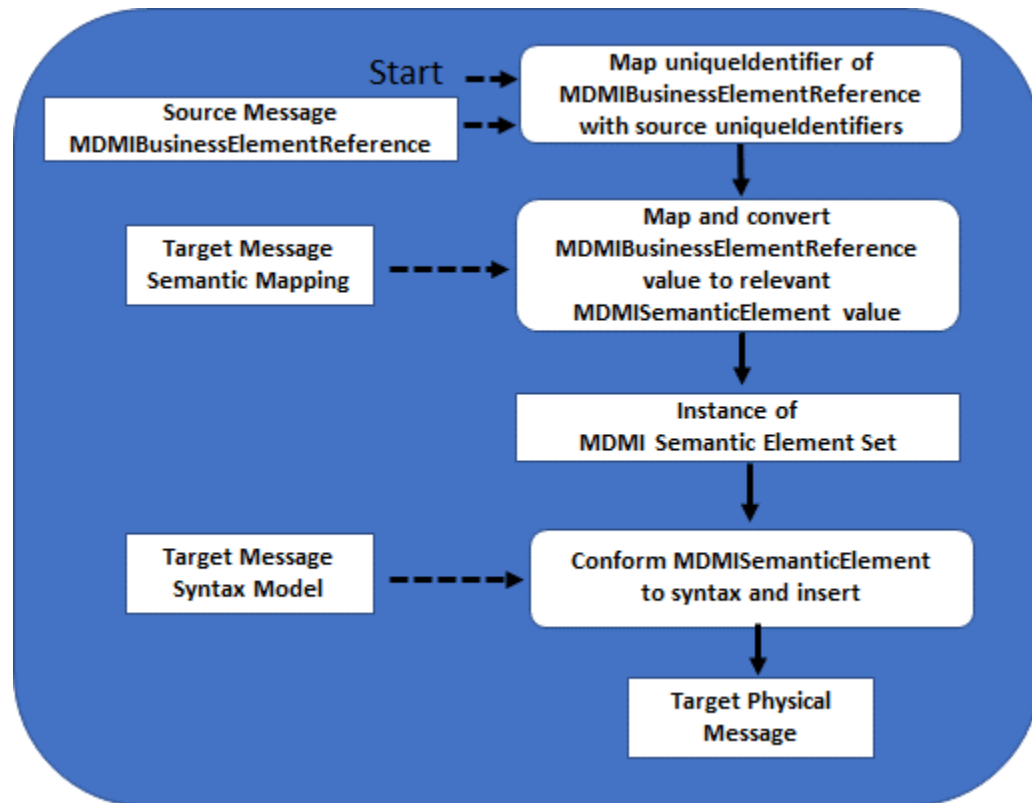 Start
Map uniqueIdentifier of
MDMIBusinessElementReference
with source uniqueIdentifiers
Source Message
MDMIBusinessElementReference
Map and convert
MDMIBusinessElementReference
value to relevant
MDMISemanticElement value
Target Message
Semantic Mapping
Instance of
MDMI Semantic Element Set
Target Message
Syntax Model
Conform MDMISemanticElement
to syntax and insert
Target Physical
Message